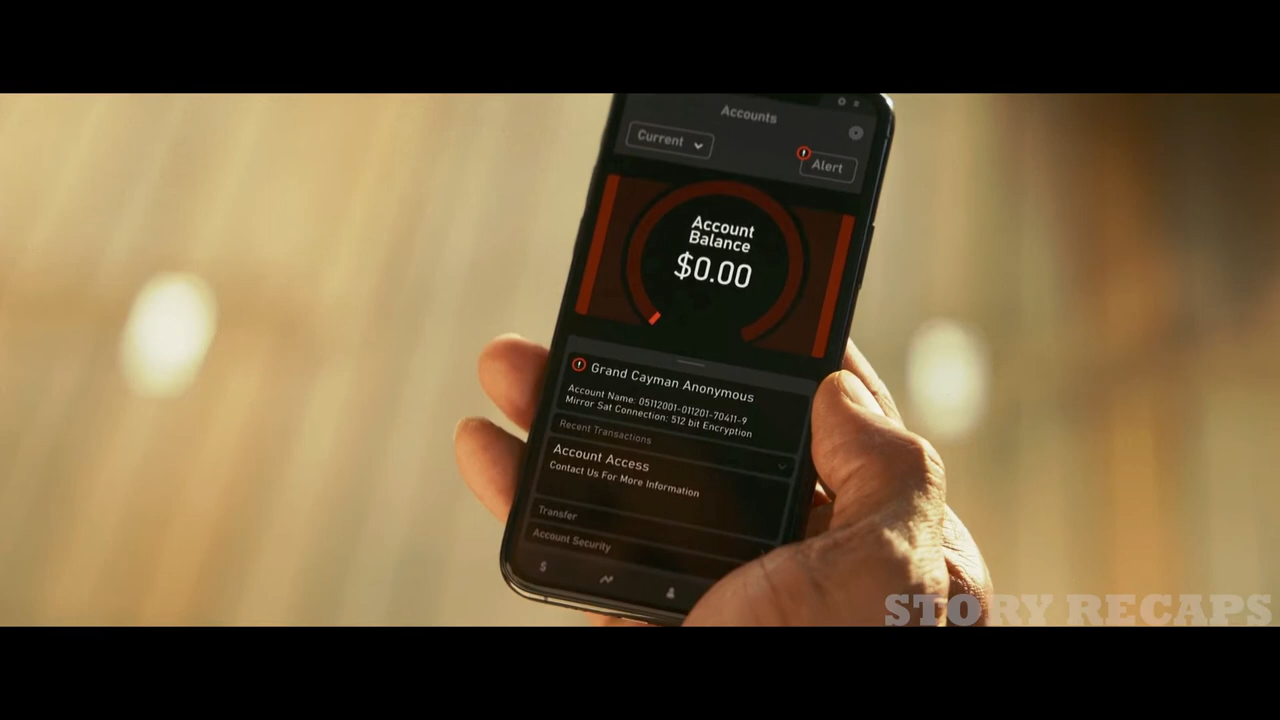 Accounts
Current
Alert
Account
Balance
$0.00
Grand Cayman Anonymous
Account Name: 05112001-011201-70411-9
Mirror Sat Connection: 512 bit Encryption
Recent Transactions
Account Access
Contact Us For More Information
Transfer
Account Security
$
STORY RECAPS